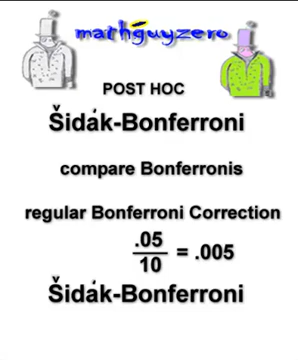 mathguyzero
POST HOC
Šidák-Bonferroni
compare Bonferronis
regular Bonferroni Correction
.05
10 = .005
Šidák-Bonferroni